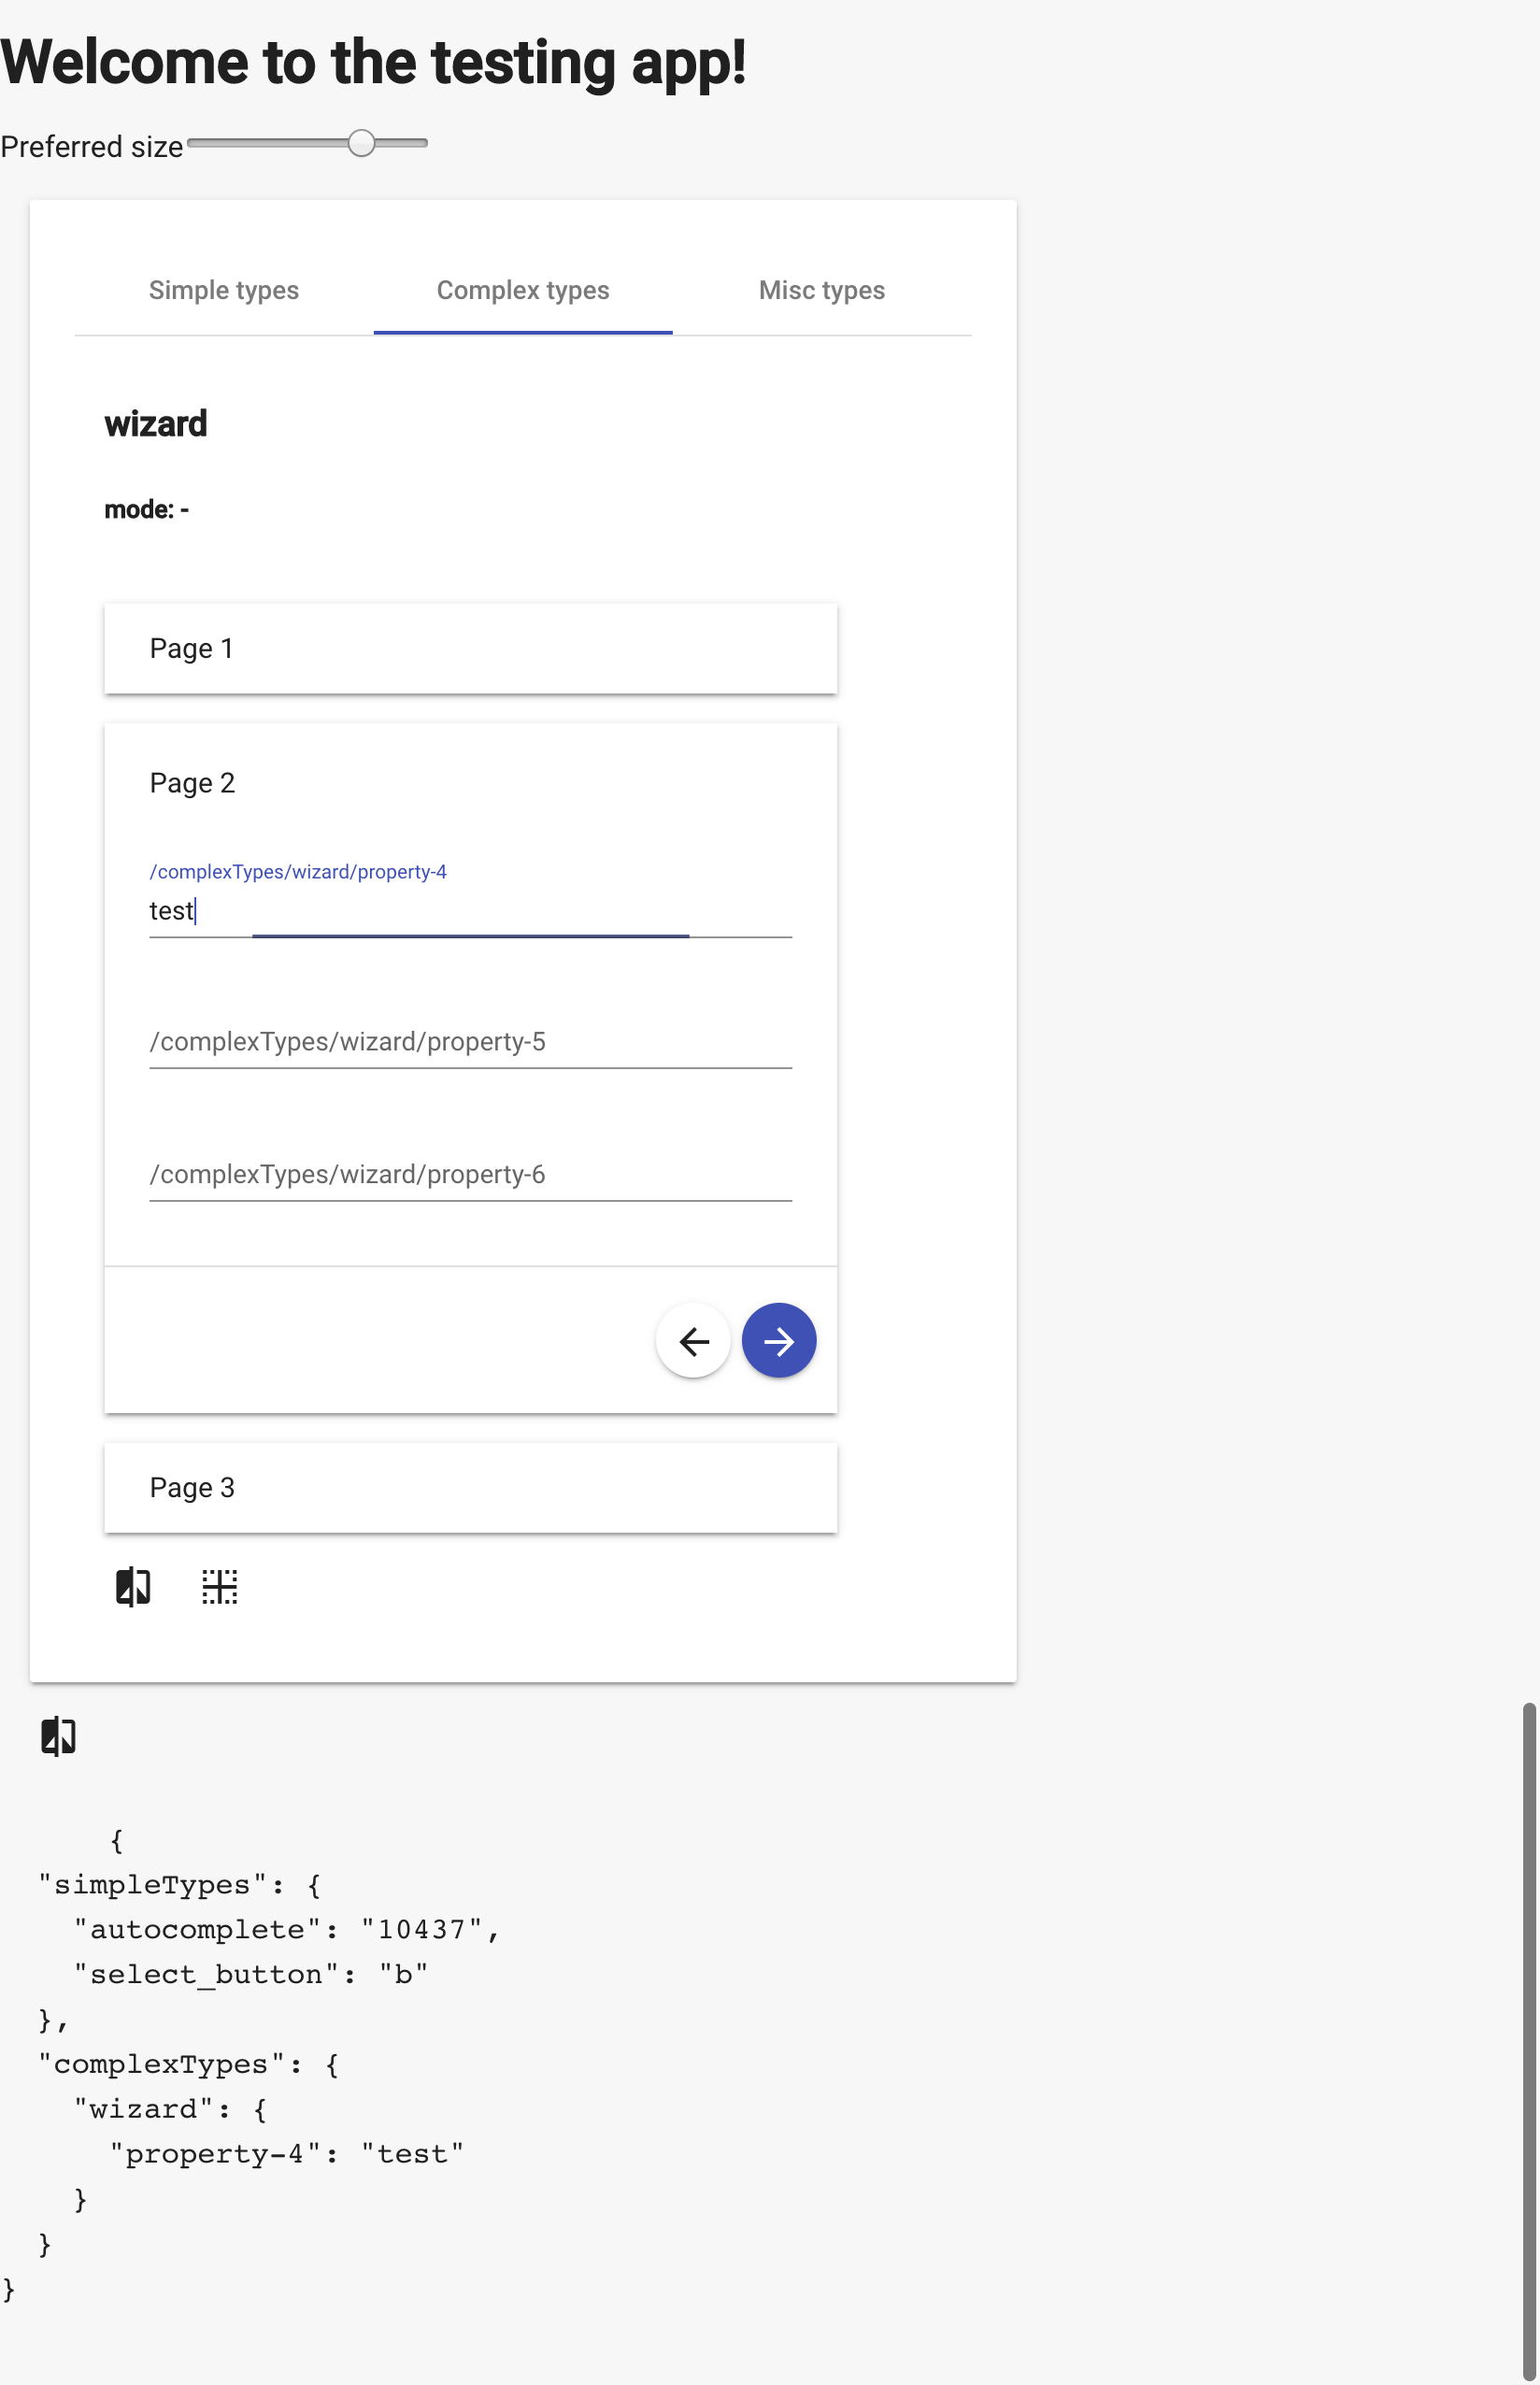 Welcome to the testing app!
Preferred size
Simple types Complex types Misc types
wizard
mode: -
Page 1
Page 2
/complexTypes/wizard/property-4
test
/complexTypes/wizard/property-5
/complexTypes/wizard/property-6
Page 3
{
"simpleTypes": {
"autocomplete": "10437",
"select_button": "b"
},
"complexTypes": {
"wizard": {
"property-4": "test"
}
}
}